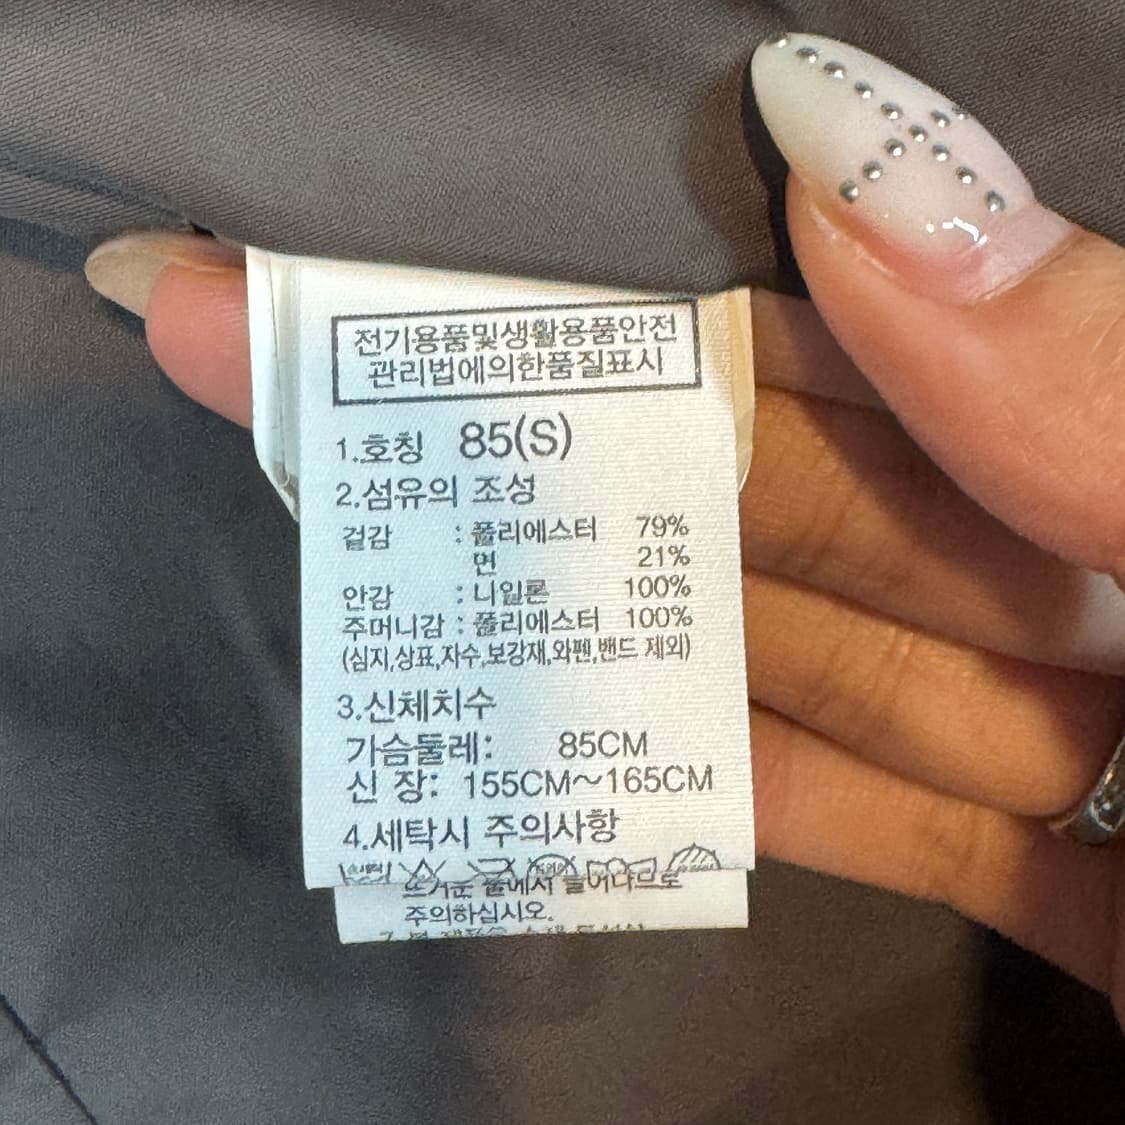 전기용품및생활용품안전
관리법에의한품질표시
1.호칭 85(S)
2.섬유의 조성
겉감 : 폴리에스터 79%
면 21%
안감 : 니일론 100%
주머니감 : 폴리에스터 100%
(심지,상표,자수,보강재,와펜,밴드 제외)
3.신체치수
가슴둘레: 85CM
신 장: 155CM~165CM
4.세탁시 주의사항
주의하십시오.